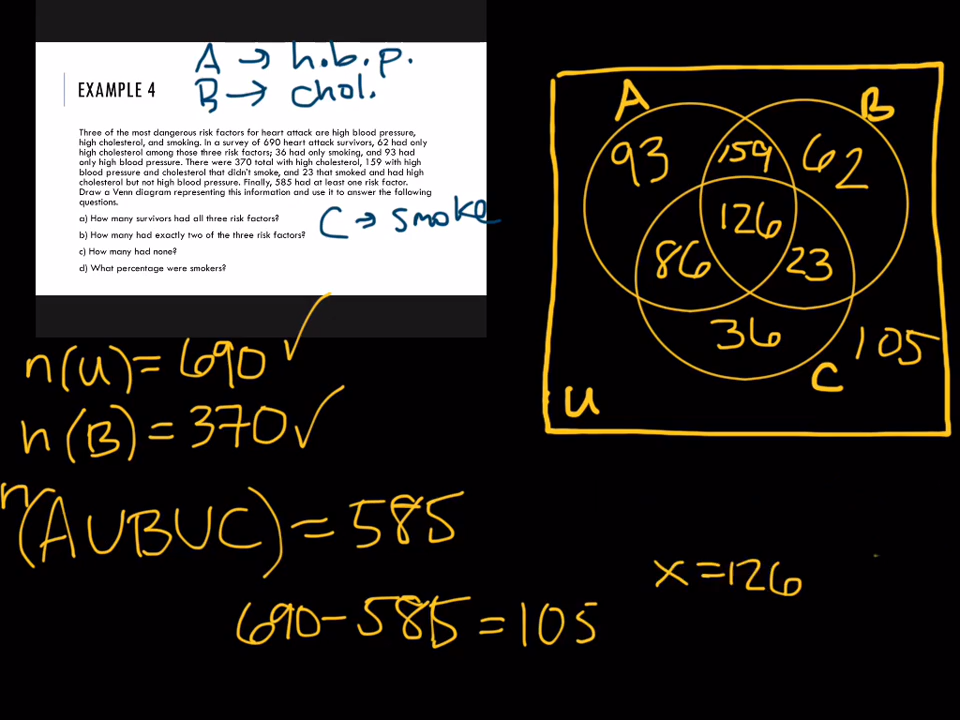 A → h.b.p.
B → chol.
EXAMPLE 4
Three of the most dangerous risk factors for heart attack are high blood pressure,
high cholesterol, and smoking. In a survey of 690 heart attack survivors, 62 had only
high cholesterol among those three risk factors; 36 had only smoking, and 93 had
only high blood pressure. There were 370 total with high cholesterol, 159 with high
blood pressure and cholesterol that didn't smoke, and 23 that smoked and had high
cholesterol but not high blood pressure. Finally, 585 had at least one risk factor.
Draw a Venn diagram representing this information and use it to answer the following
questions.
a) How many survivors had all three risk factors?
b) How many had exactly two of the three risk factors?
C → smoke
c) How many had none?
d) What percentage were smokers?
A B
93 159 62
126
86 23
36 105
C
U
n(U) = 690 ✓
n(B) = 370 ✓
n(AUBUC) = 585
x = 126
690 - 585 = 105